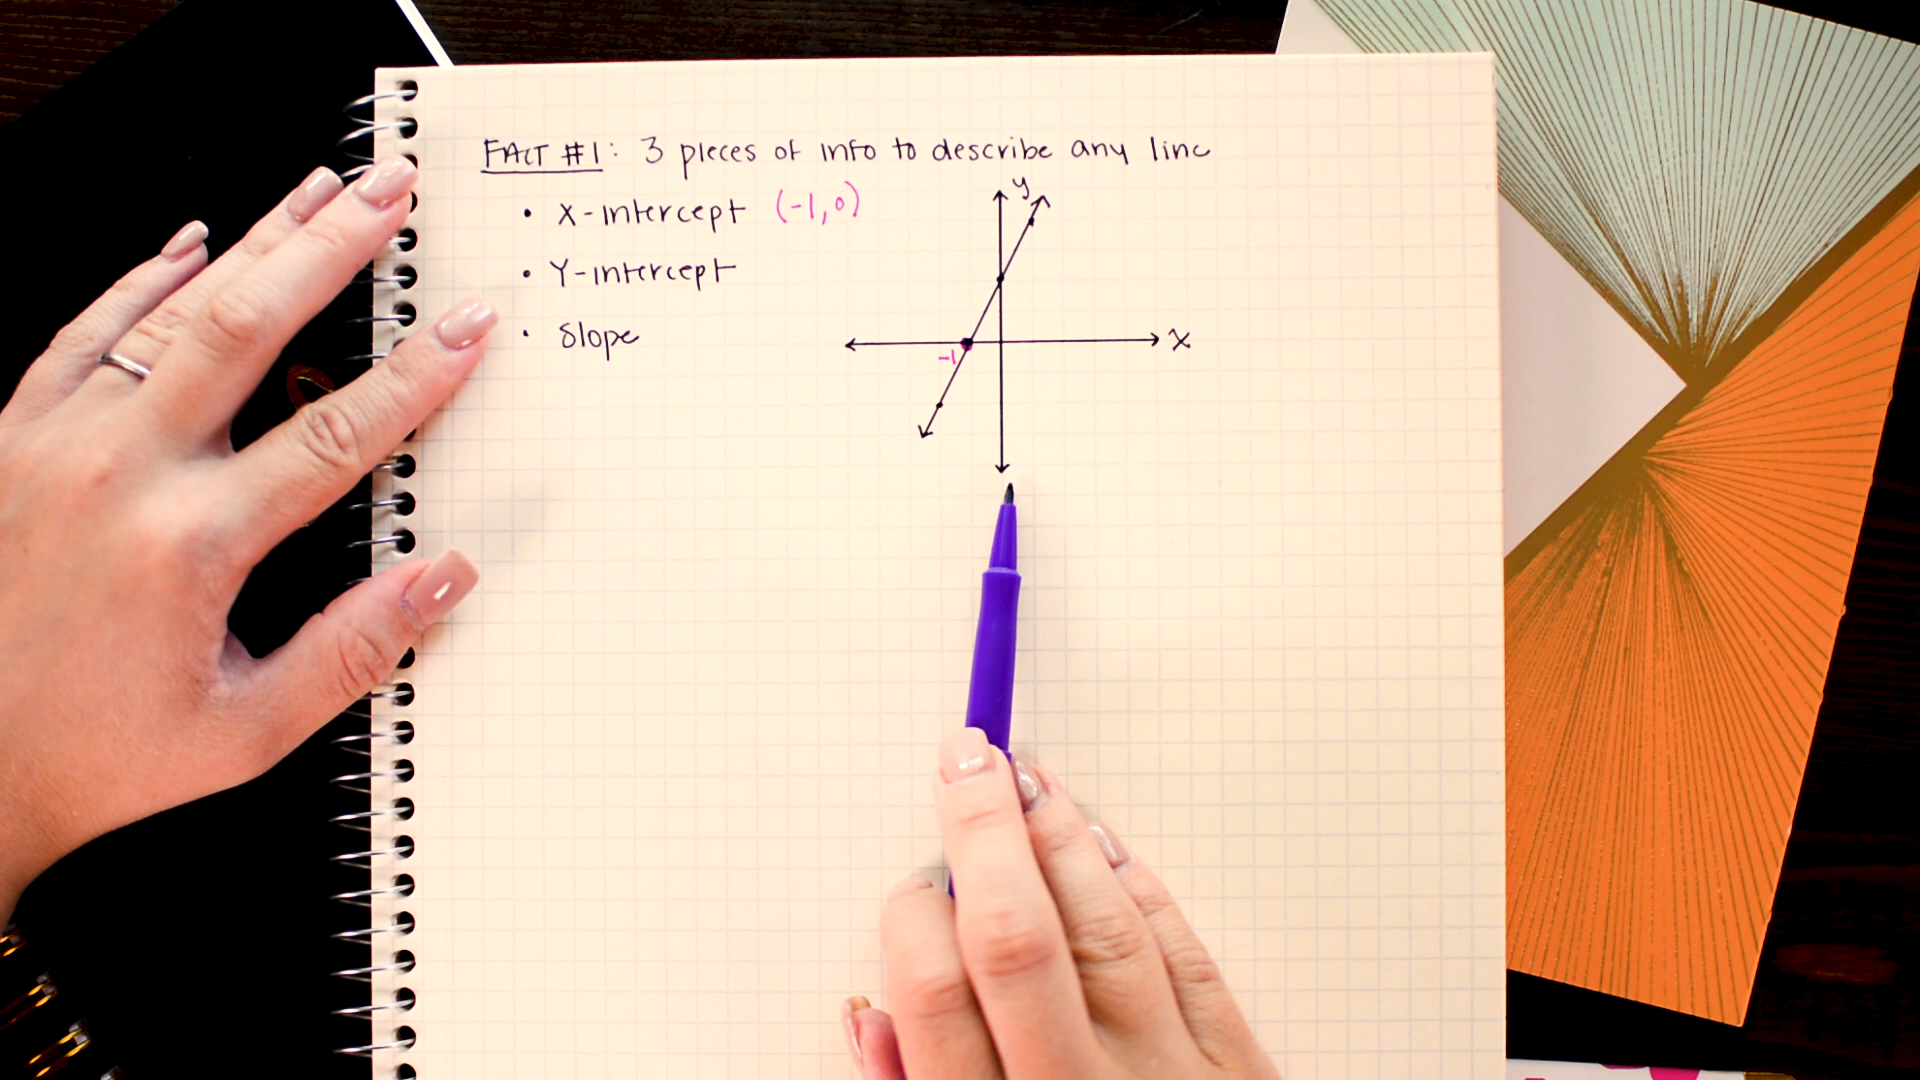 FACT #1: 3 pieces of info to describe any line
• X-intercept (-1,0)
• Y-intercept
• Slope
y
x
-1